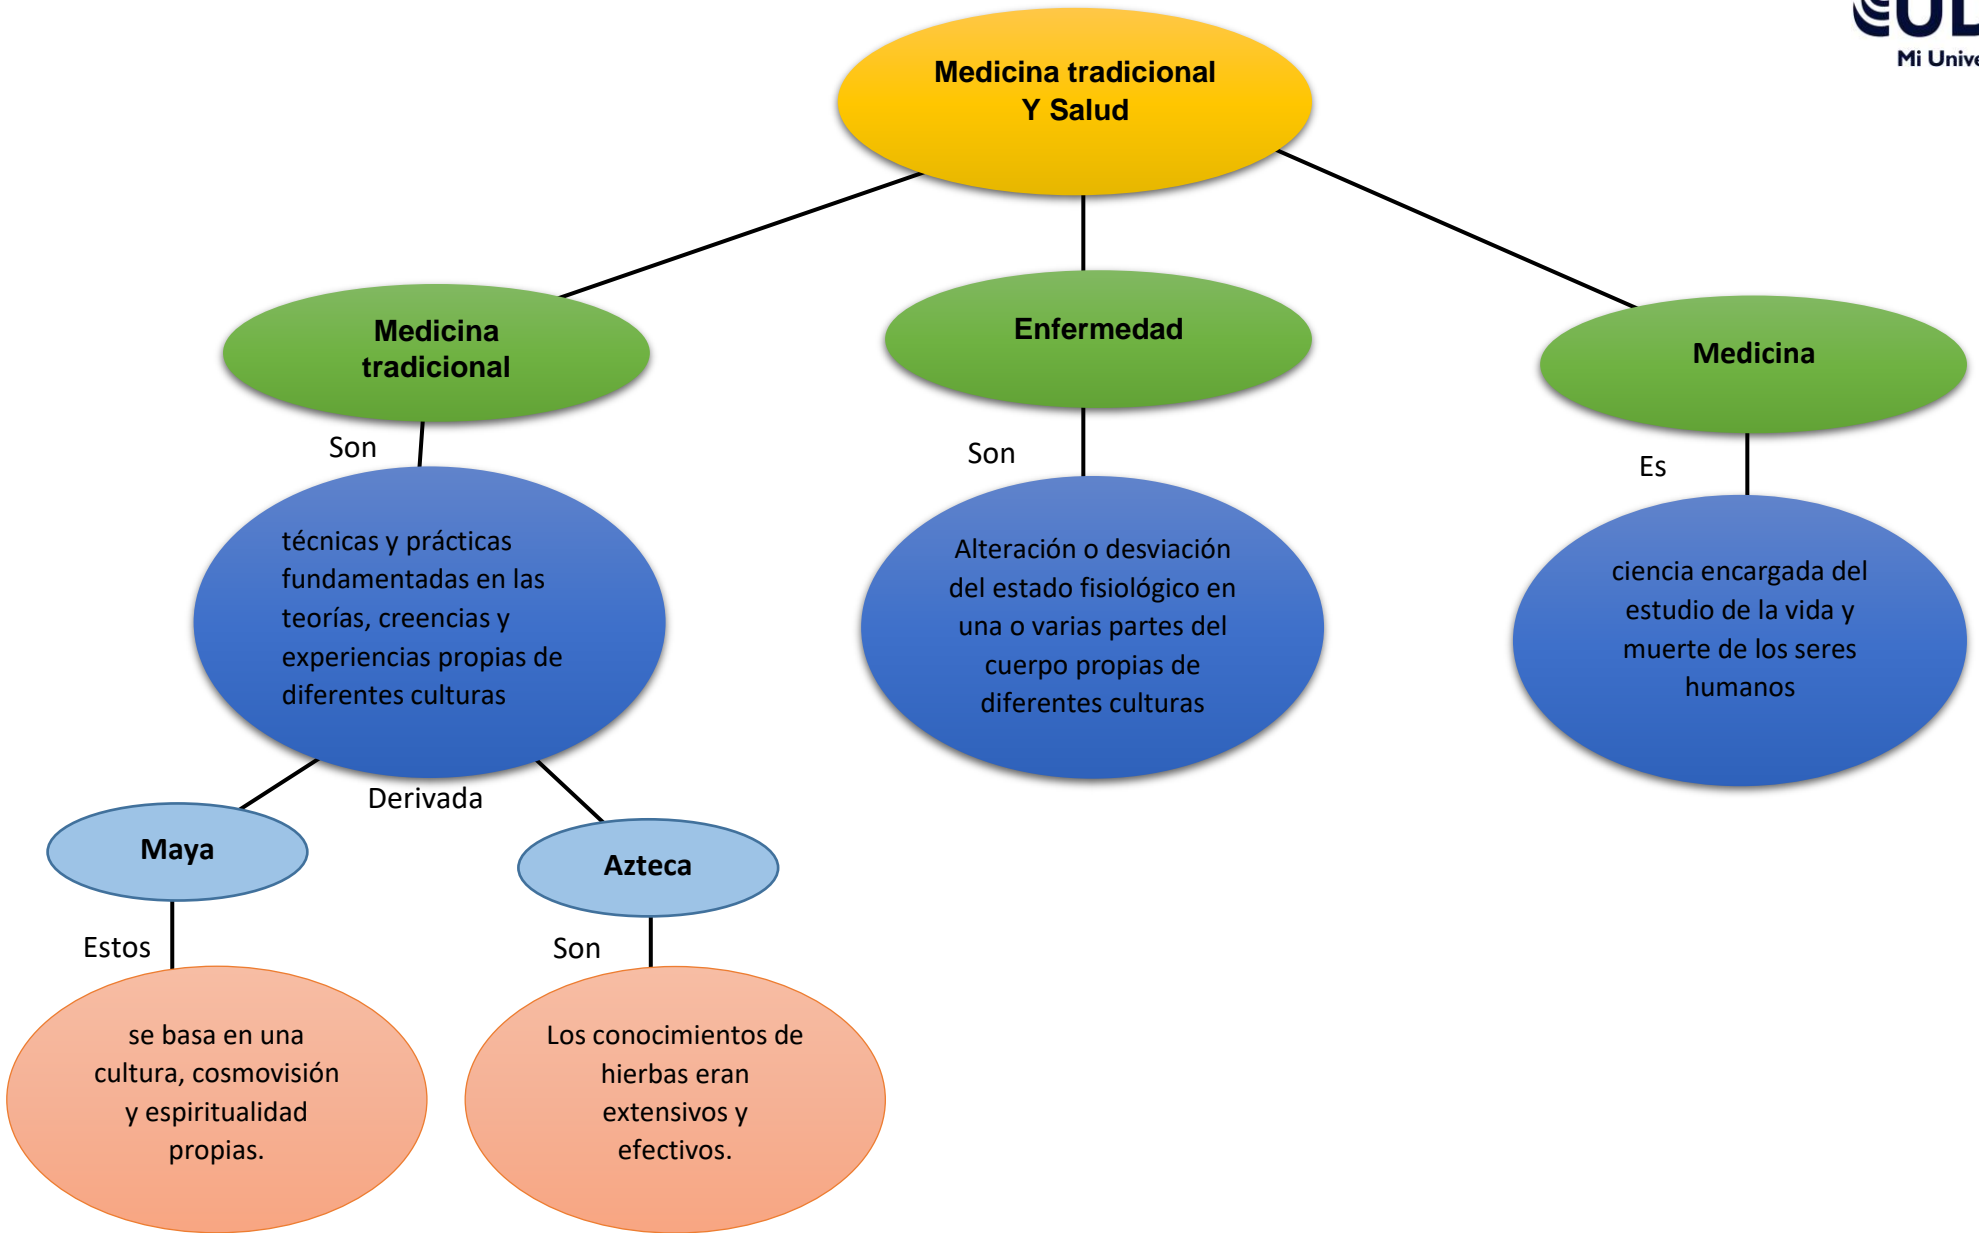 Mi Unive
Medicina tradicional
Y Salud
Medicina
tradicional
Enfermedad
Medicina
Son
Son
Es
técnicas y prácticas
fundamentadas en las
teorías, creencias y
experiencias propias de
diferentes culturas
Alteración o desviación
del estado fisiológico en
una o varias partes del
cuerpo propias de
diferentes culturas
ciencia encargada del
estudio de la vida y
muerte de los seres
humanos
Derivada
Maya
Azteca
Estos
Son
se basa en una
cultura, cosmovisión
y espiritualidad
propias.
Los conocimientos de
hierbas eran
extensivos y
efectivos.